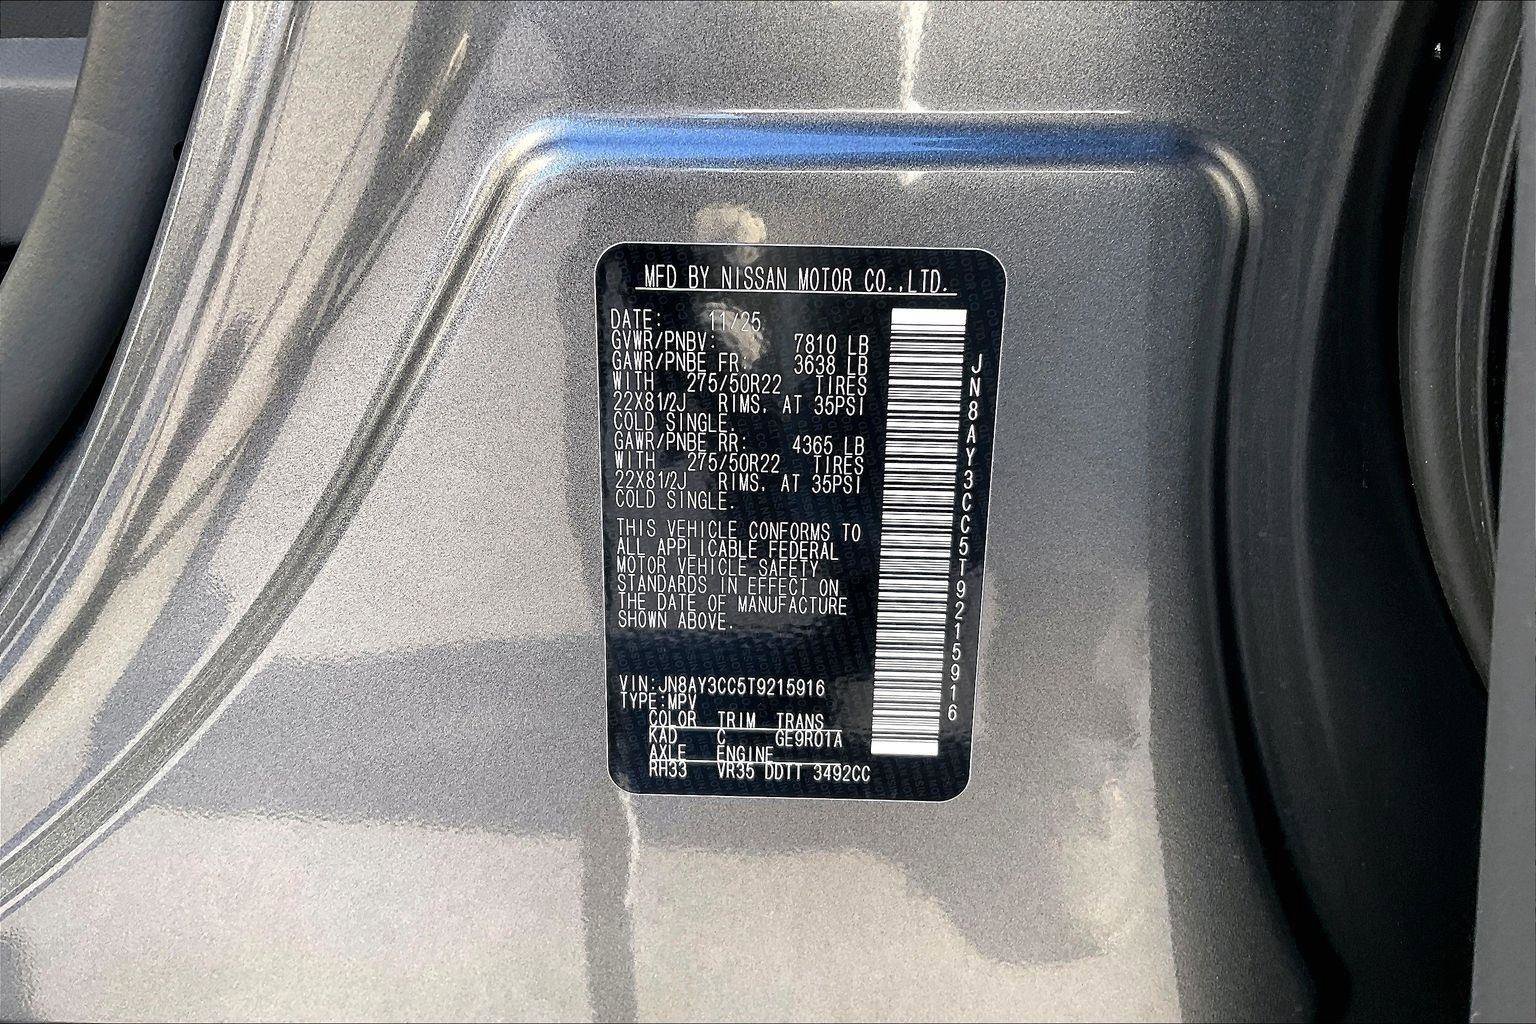 MFD BY NISSAN MOTOR CO.,LTD.
DATE: 11/25
GVWR/PNBV: 7810 LB
GAWR/PNBE FR: 3638 LB
WITH 275/50R22 TIRES
22X81/2J RIMS, AT 35PSI
COLD SINGLE.
GAWR/PNBE RR: 4365 LB
WITH 275/50R22 TIRES
22X81/2J RIMS, AT 35PSI
COLD SINGLE.
THIS VEHICLE CONFORMS TO
ALL APPLICABLE FEDERAL
MOTOR VEHICLE SAFETY
STANDARDS IN EFFECT ON
THE DATE OF MANUFACTURE
SHOWN ABOVE.
VIN:JN8AY3CC5T9215916
TYPE:MPV
COLOR TRIM TRANS
KAD C GE9R01A
AXLE ENGINE
RH33 VR35 DDTT 3492CC
JN8AY3CC5T9215916